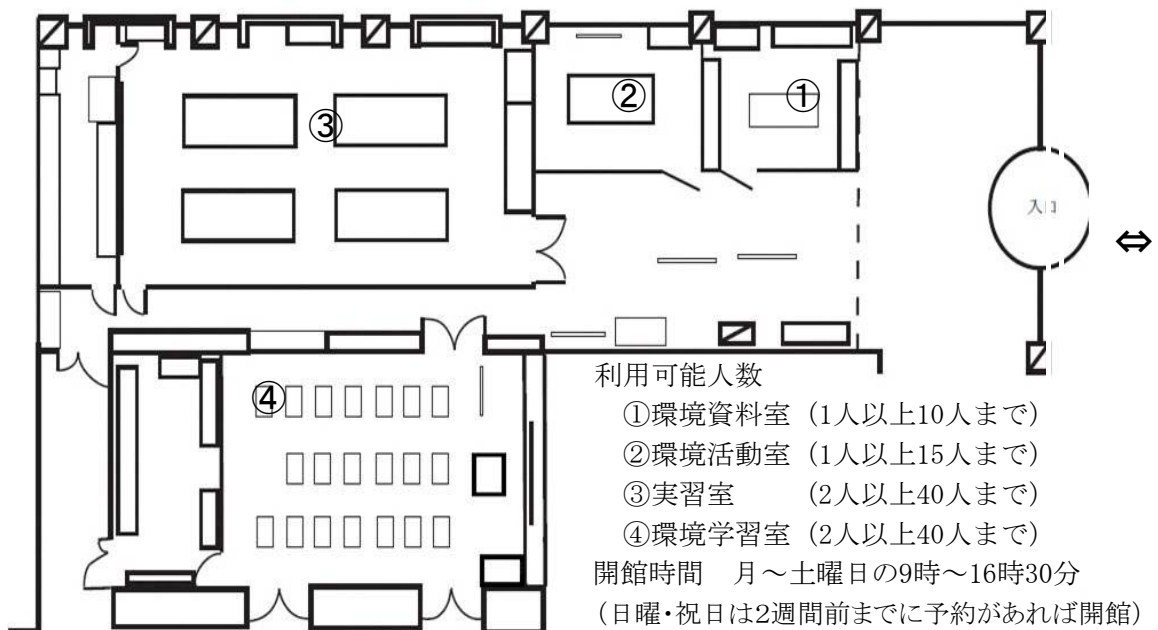 ②
①
③
入口
⇔
④
利用可能人数
①環境資料室（1人以上10人まで）
②環境活動室（1人以上15人まで）
③実習室　　（2人以上40人まで）
④環境学習室（2人以上40人まで）
開館時間　月～土曜日の9時～16時30分
（日曜・祝日は2週間前までに予約があれば開館）